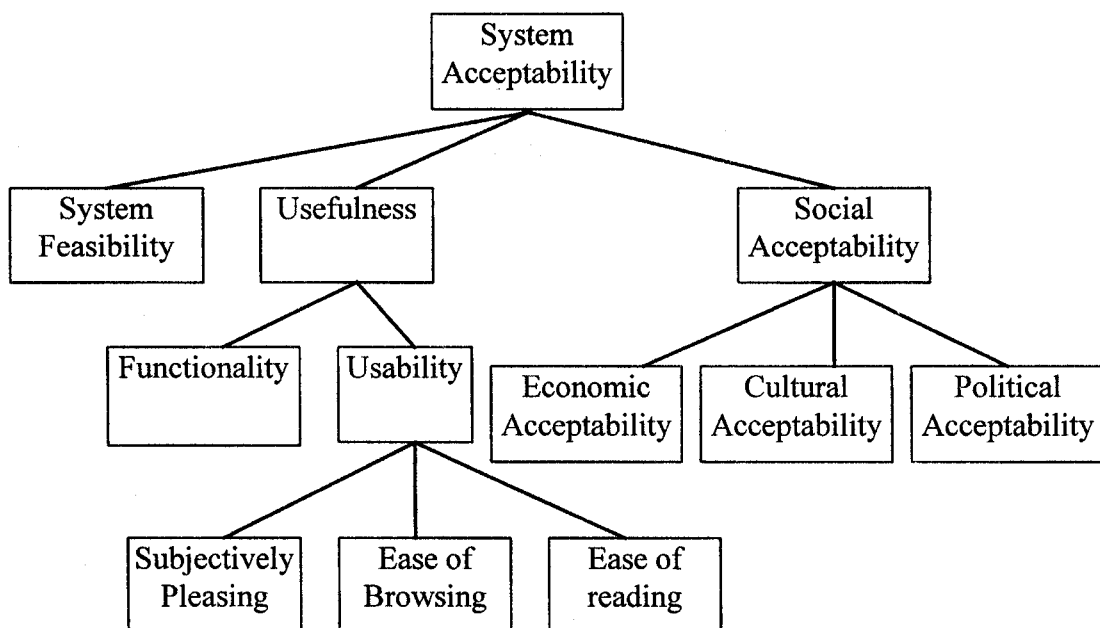 System
Acceptability
System
Feasibility
Usefulness
Social
Acceptability
Functionality
Usability
Economic
Acceptability
Cultural
Acceptability
Political
Acceptability
Subjectively
Pleasing
Ease of
Browsing
Ease of
reading